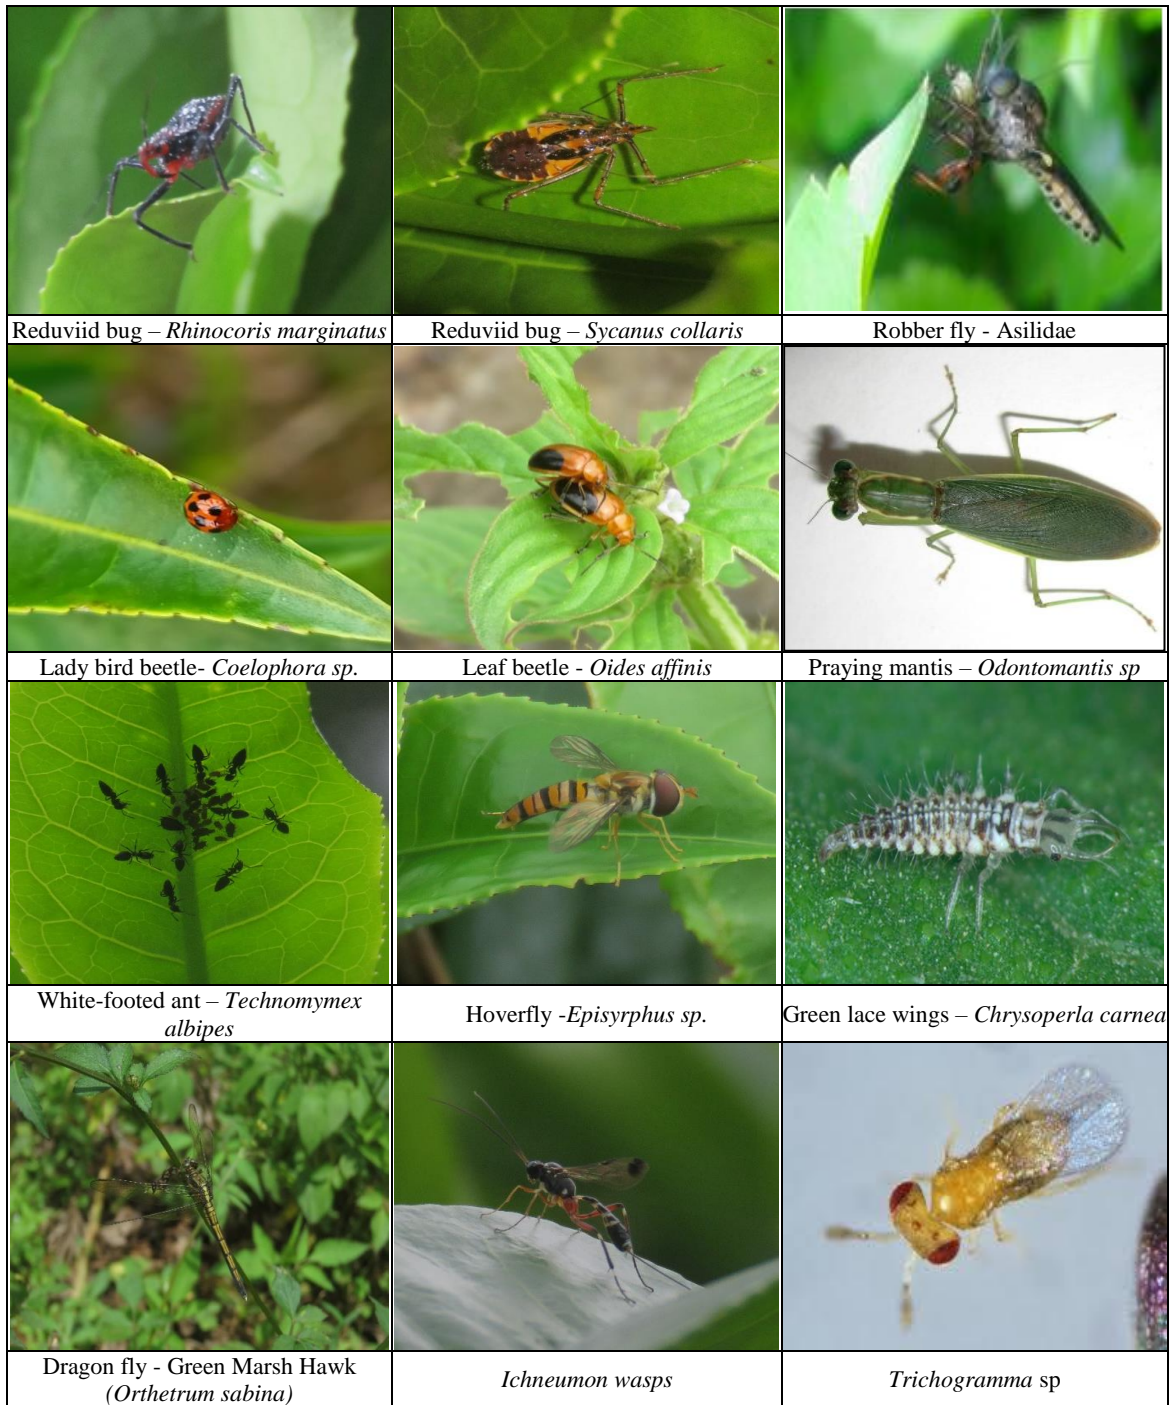 Reduviid bug – Rhinocoris marginatus
Reduviid bug – Sycanus collaris
Robber fly - Asilidae
Lady bird beetle- Coelophora sp.
Leaf beetle - Oides affinis
Praying mantis – Odontomantis sp
White-footed ant – Technomymex
albipes
Hoverfly -Episyrphus sp.
Green lace wings – Chrysoperla carnea
Dragon fly - Green Marsh Hawk
(Orthetrum sabina)
Ichneumon wasps
Trichogramma sp